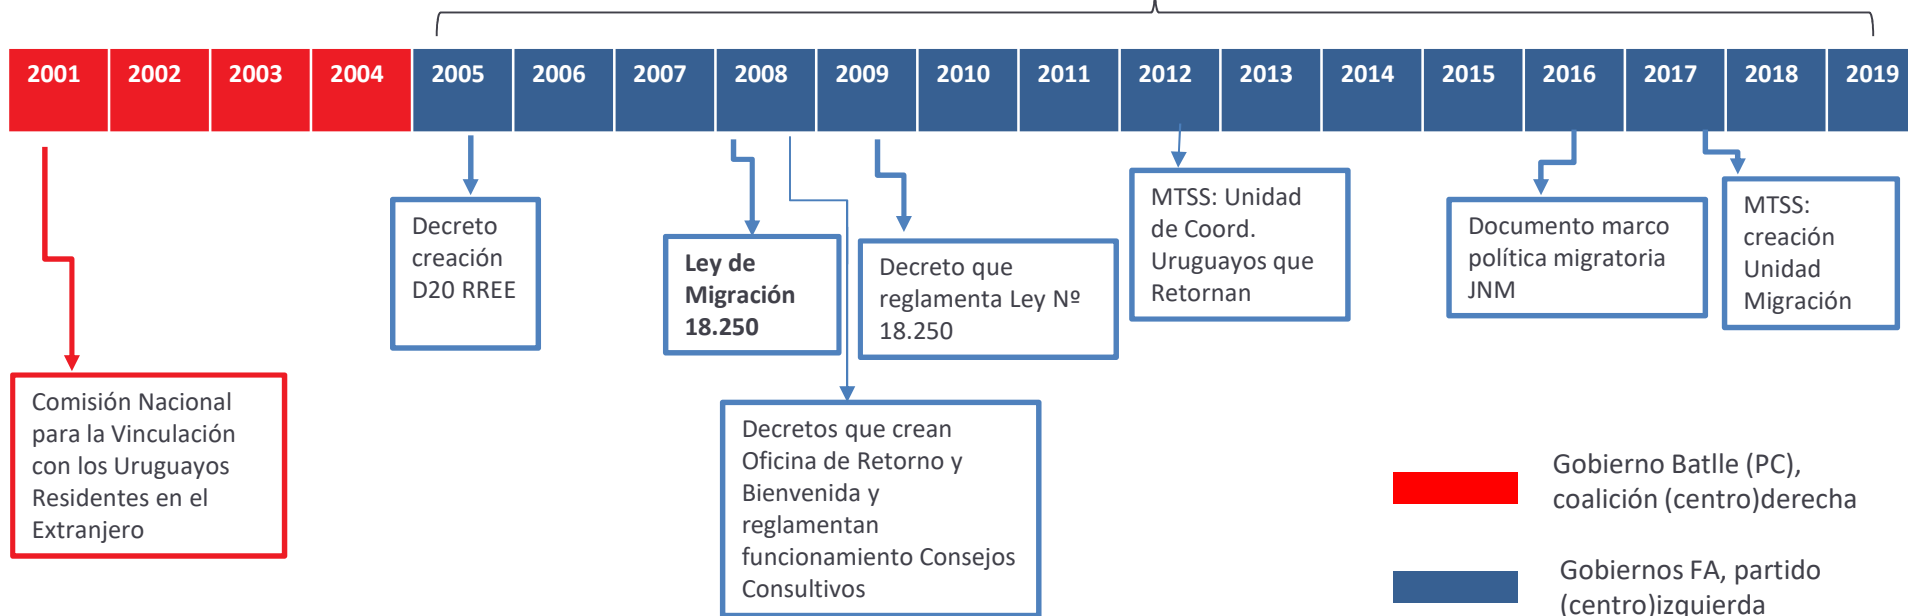 2001 2002 2003 2004 2005 2006 2007 2008 2009 2010 2011 2012 2013 2014 2015 2016 2017 2018 2019
Comisión Nacional
para la Vinculación
con los Uruguayos
Residentes en el
Extranjero
Decreto
creación
D20 RREE
Ley de
Migración
18.250
Decretos que crean
Oficina de Retorno y
Bienvenida y
reglamentan
funcionamiento Consejos
Consultivos
Decreto que
reglamenta Ley Nº
18.250
MTSS: Unidad
de Coord.
Uruguayos que
Retornan
Documento marco
política migratoria
JNM
MTSS:
creación
Unidad
Migración
Gobierno Batlle (PC),
coalición (centro)derecha
Gobiernos FA, partido
(centro)izquierda